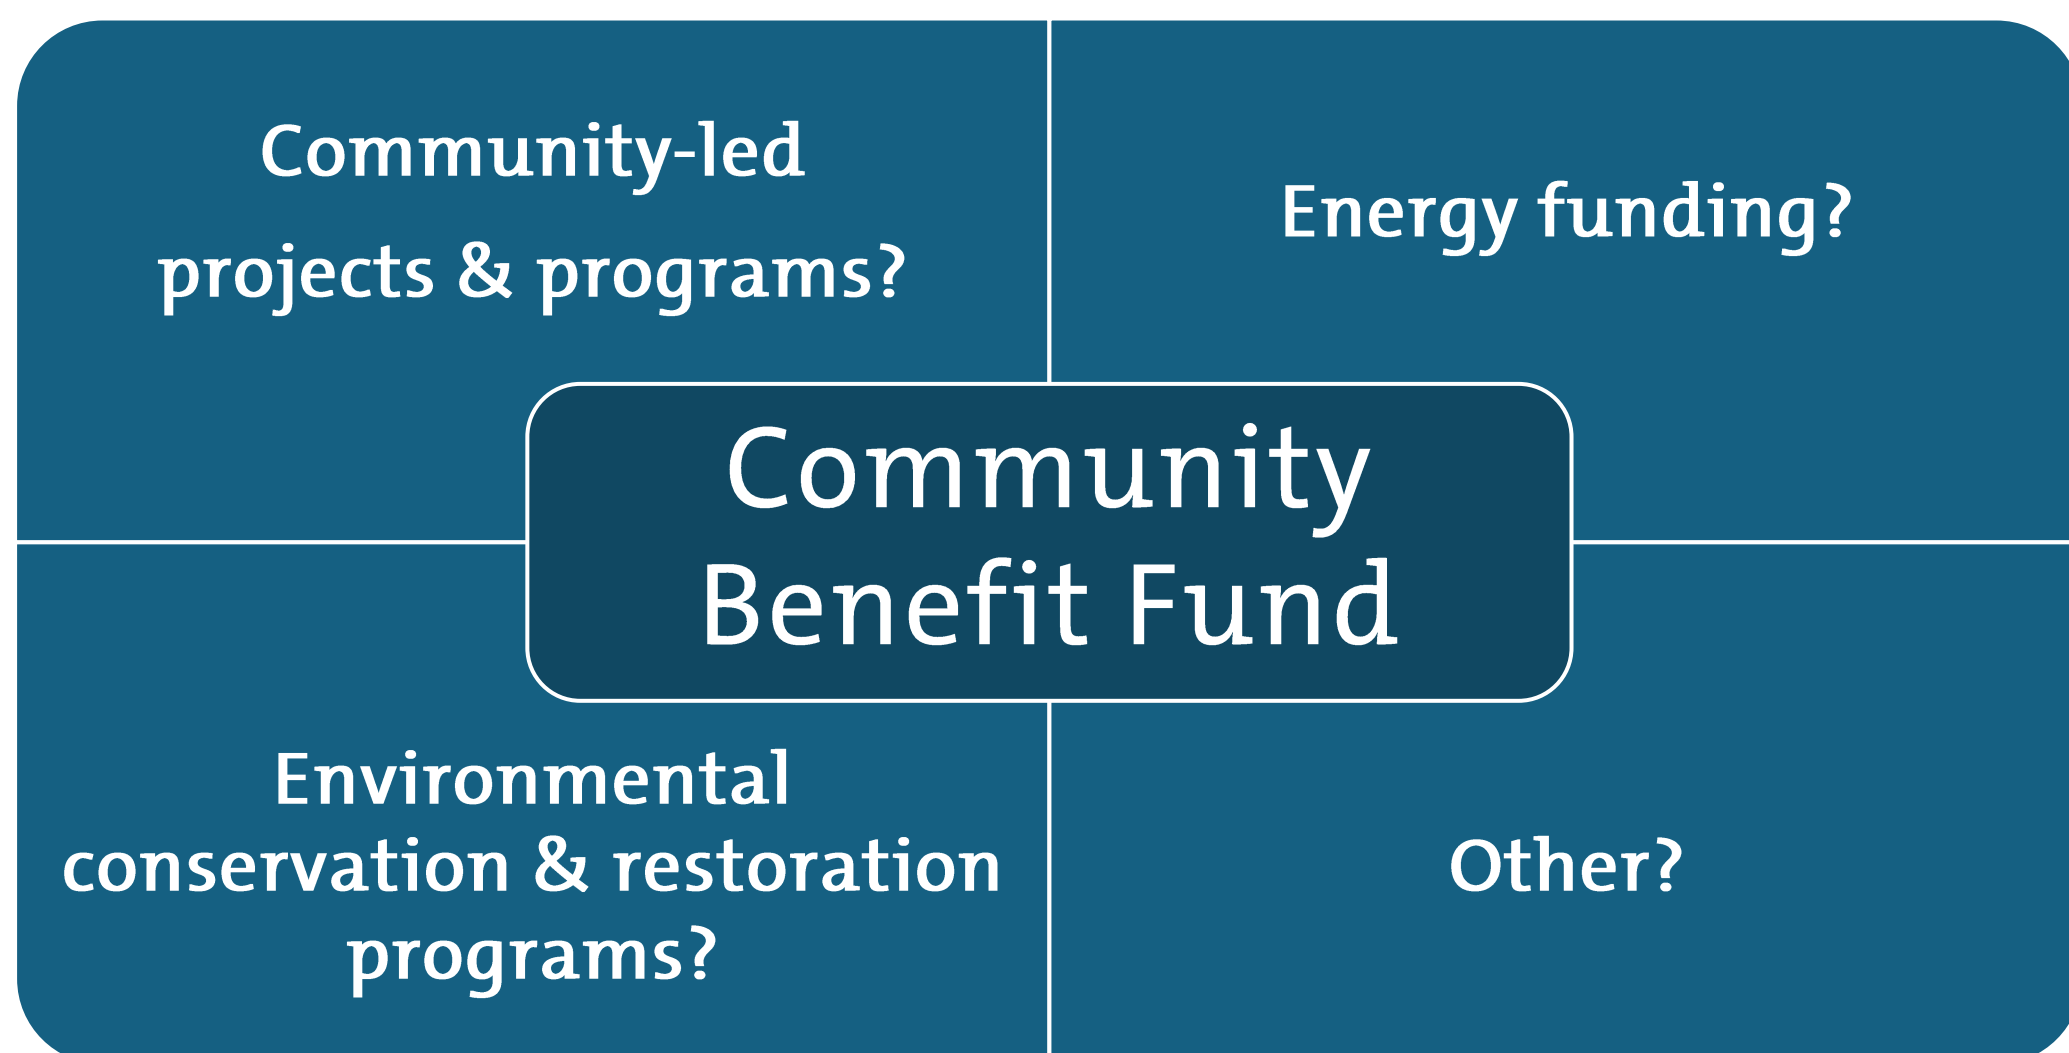 Community-led
projects & programs?
Energy funding?
Community
Benefit Fund
Environmental
conservation & restoration
programs?
Other?